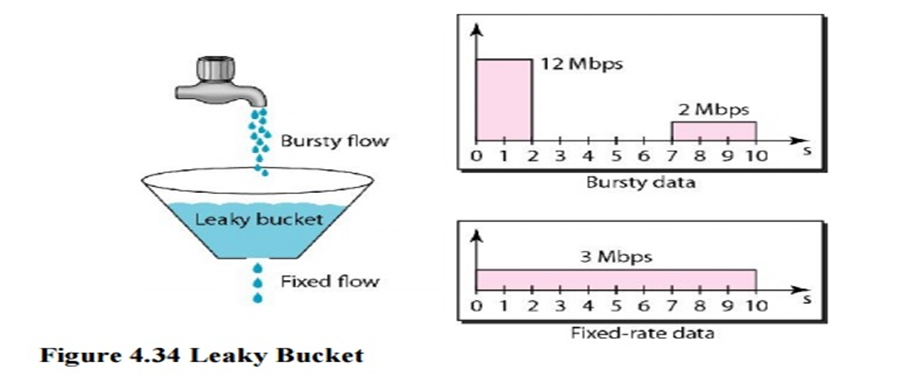 Bursty flow
Leaky bucket
Fixed flow
12 Mbps
2 Mbps
0 1 2 3 4 5 6 7 8 9 10 s
Bursty data
3 Mbps
0 1 2 3 4 5 6 7 8 9 10 s
Fixed-rate data
Figure 4.34 Leaky Bucket